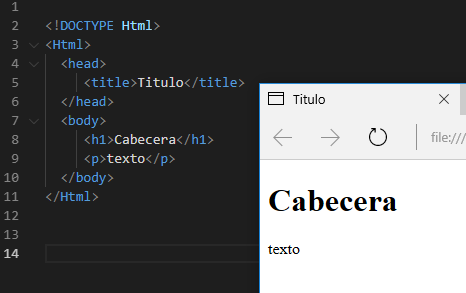 1
2 <!DOCTYPE Html>
3 <Html>
4 <head>
5 <title>Titulo</title>
6 </head>
7 <body>
8 <h1>Cabecera</h1>
9 <p>texto</p>
10 </body>
11 </Html>
12
13
14
Titulo
file:///
Cabecera
texto